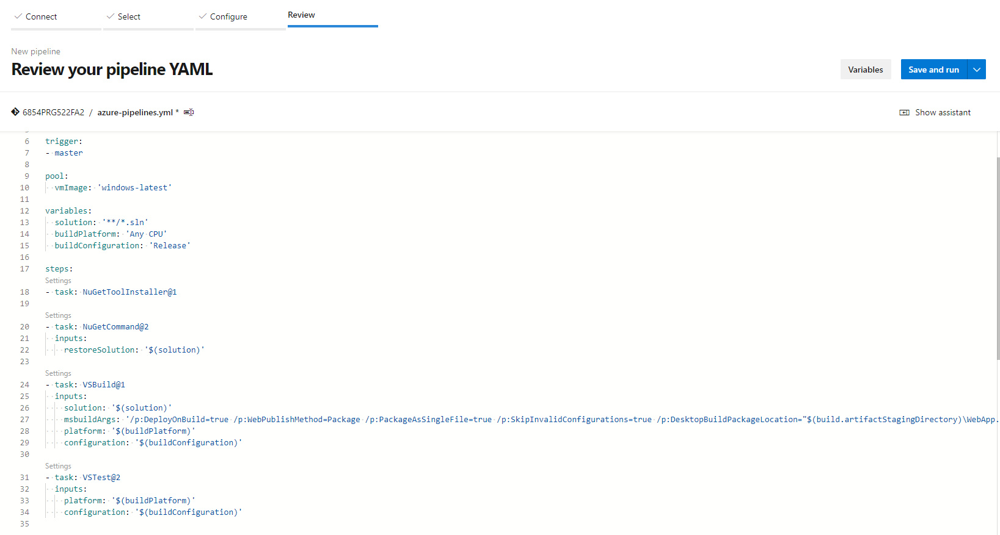 Connect
Select
Configure
Review
New pipeline
Review your pipeline YAML
Variables
Save and run
6854PRG522FA2 / azure-pipelines.yml *
Show assistant
6 trigger:
7 - master
8
9 pool:
10 vmImage: 'windows-latest'
11
12 variables:
13 solution: '**/*.sln'
14 buildPlatform: 'Any CPU'
15 buildConfiguration: 'Release'
16
17 steps:
Settings
18 - task: NuGetToolInstaller@1
19
Settings
20 - task: NuGetCommand@2
21 inputs:
22 restoreSolution: '$(solution)'
23
Settings
24 - task: VSBuild@1
25 inputs:
26 solution: '$(solution)'
27 msbuildArgs: '/p:DeployOnBuild=true /p:WebPublishMethod=Package /p:PackageAsSingleFile=true /p:SkipInvalidConfigurations=true /p:DesktopBuildPackageLocation="$(build.artifactStagingDirectory)\WebApp.
28 platform: '$(buildPlatform)'
29 configuration: '$(buildConfiguration)'
30
Settings
31 - task: VSTest@2
32 inputs:
33 platform: '$(buildPlatform)'
34 configuration: '$(buildConfiguration)'
35